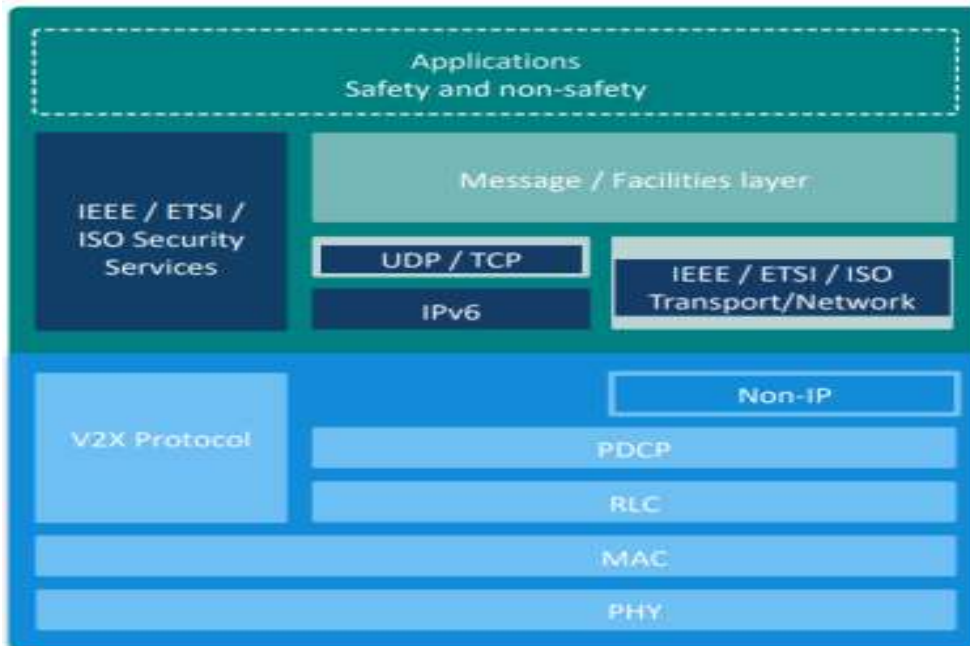 Applications
Safety and non-safety
IEEE / ETSI /
ISO Security
Services
Message / Facilities layer
UDP / TCP
IPv6
IEEE / ETSI / ISO
Transport/Network
V2X Protocol
Non-IP
PDCP
RLC
MAC
PHY